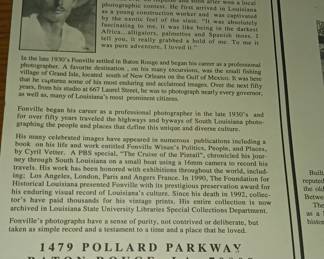 photographic contest. He first arrived in Louisiana
as a young construction worker and was captivated
by the exotic feel of the state. "It was absolutely
fascinating to me, it was like being in the darkest
Africa...alligators, palmettos and Spanish moss, I
tell you, it really grabbed a hold of me. To me it
was pure adventure, I loved it."
In the late 1930's Fonville settled in Baton Rouge and began his career as a professional
photographer. A favorite destination, on his many excursions, was the small fishing
village of Grand Isle, located south of New Orleans on the Gulf of Mexico. It was here
that he captures some of his most enduring and acclaimed images. Over the next fifty
years, from his studio at 667 Laurel Street, he was to photograph nearly every governor,
as well as, many of Louisiana's most prominent citizens.
Fonville began his career as a professional photographer in the late 1930's and
for over fifty years traveled the highways and byways of South Louisiana photo-
graphing the people and places that define this unique and diverse culture.
His many celebrated images have appeared in numerous publications including a
book on his life and work entitled Fonville Winan's Politics, People, and Places,
by Cyril Vetter. A PBS special, "The Cruise of the Pintail", chronicled his jour-
ney through South Louisiana on a small boat using a 16mm camera to record his
travels. His work has been honored with exhibitions throughout the world, includ-
ing; Los Angeles, London, Paris and Angers France. In 1990, The Foundation for
Historical Louisiana presented Fonville with its prestigious preservation award for
his enduring visual record of Louisiana's culture. Since his death in 1992, collec-
tor's have paid thousands for his vintage prints. His entire collection is now
archived in Louisiana State University Libraries Special Collections Department.
Fonville's photographs have a sense of purity, not contrived or deliberate, but
taken as simple record and a testament to a time and a place that he loved.
1479 POLLARD PARKWAY
BATON ROUGE, LA
Buil
reputed
the old
Betwe
The
as a
histor